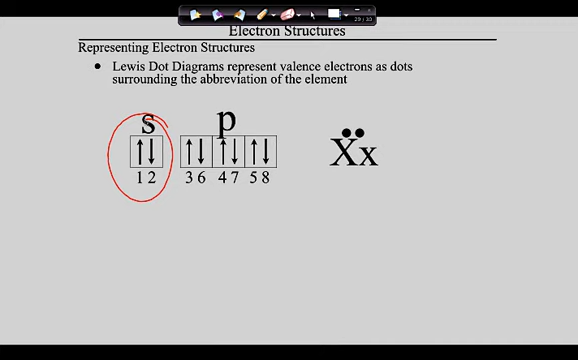 Electron Structures
Representing Electron Structures
● Lewis Dot Diagrams represent valence electrons as dots
surrounding the abbreviation of the element
s p
1 2 3 6 4 7 5 8
Xx